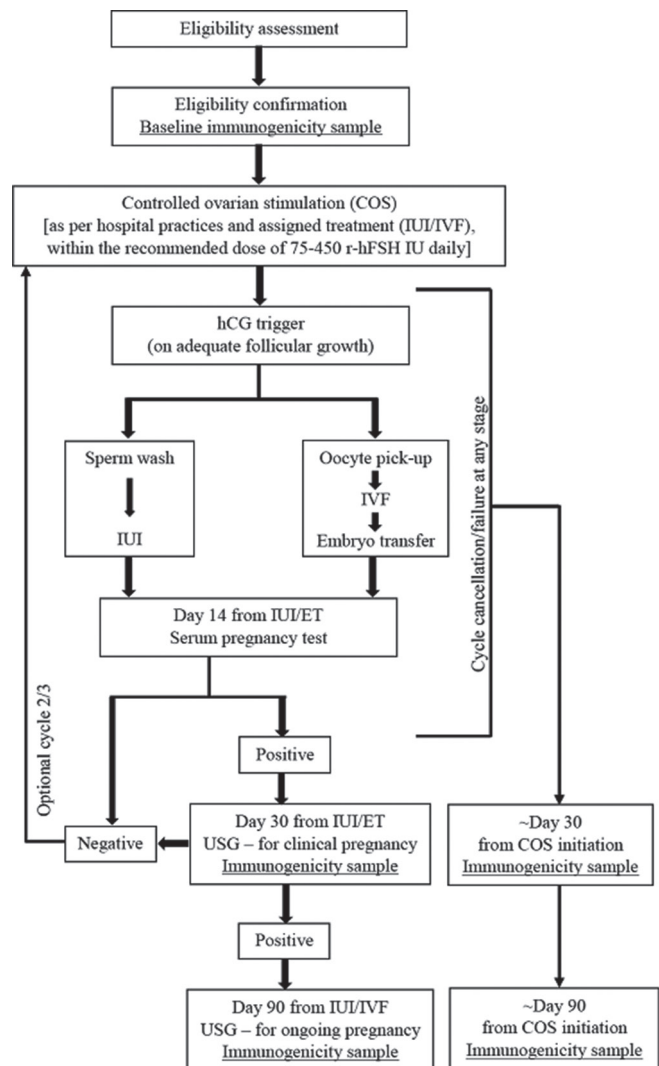 Eligibility assessment
Eligibility confirmation
Baseline immunogenicity sample
Controlled ovarian stimulation (COS)
[as per hospital practices and assigned treatment (IUI/IVF),
within the recommended dose of 75-450 r-hFSH IU daily]
hCG trigger
(on adequate follicular growth)
Sperm wash
IUI
Oocyte pick-up
IVF
Embryo transfer
Day 14 from IUI/ET
Serum pregnancy test
Cycle cancellation/failure at any stage
Optional cycle 2/3
Positive
Negative
Day 30 from IUI/ET
USG – for clinical pregnancy
Immunogenicity sample
~Day 30
from COS initiation
Immunogenicity sample
Positive
Day 90 from IUI/IVF
USG – for ongoing pregnancy
Immunogenicity sample
~Day 90
from COS initiation
Immunogenicity sample